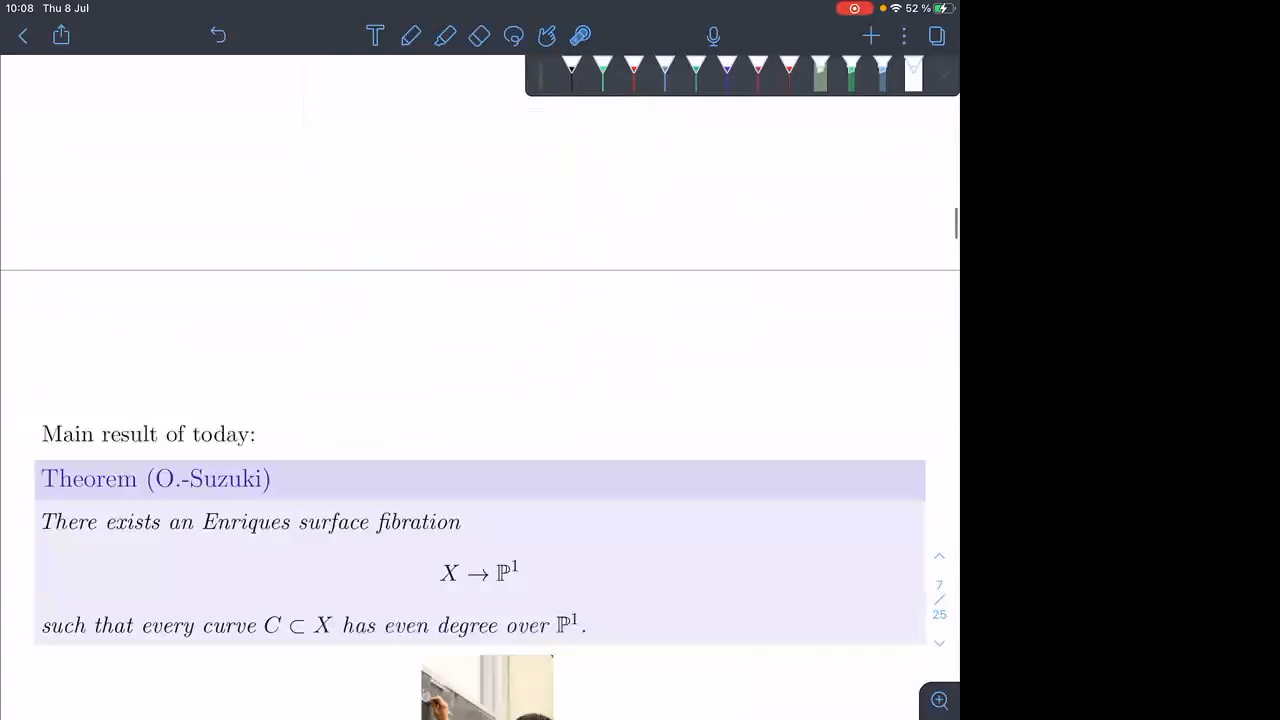 10:08 Thu 8 Jul
52 %
Main result of today:
Theorem (O.-Suzuki)
There exists an Enriques surface fibration
X → ℙ¹
such that every curve C ⊂ X has even degree over ℙ¹.
7
/
25